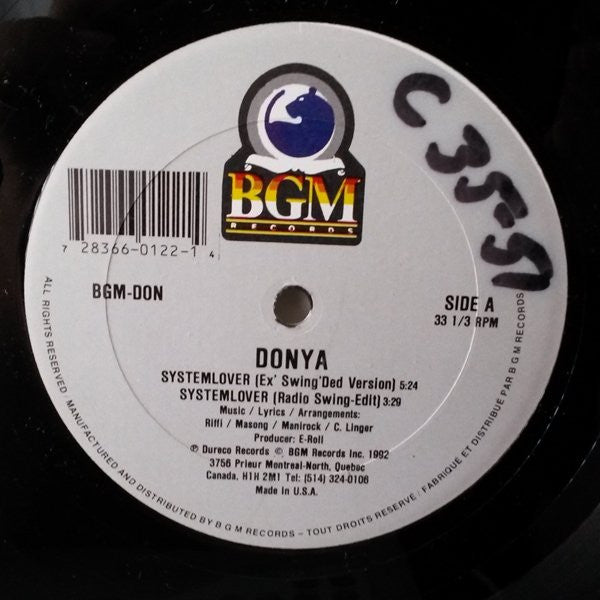 C 35-51
BGM
RECORDS
7 28366-0122-1 4
BGM-DON
SIDE A
33 1/3 RPM
DONYA
SYSTEMLOVER (Ex' Swing'Ded Version) 5:24
SYSTEMLOVER (Radio Swing-Edit) 3:29
Music / Lyrics / Arrangements:
Riffi / Masong / Manirock / C. Linger
Producer: E-Roll
℗ Dureco Records © BGM Records Inc. 1992
3756 Prieur Montreal-North, Quebec
Canada, H1H 2M1 Tel: (514) 324-0106
Made in U.S.A.
ALL RIGHTS RESERVED / MANUFACTURED AND DISTRIBUTED BY B G M RECORDS – TOUT DROITS RESERVE / FABRIQUE ET DISTRIBUE PAR B G M RECORDS